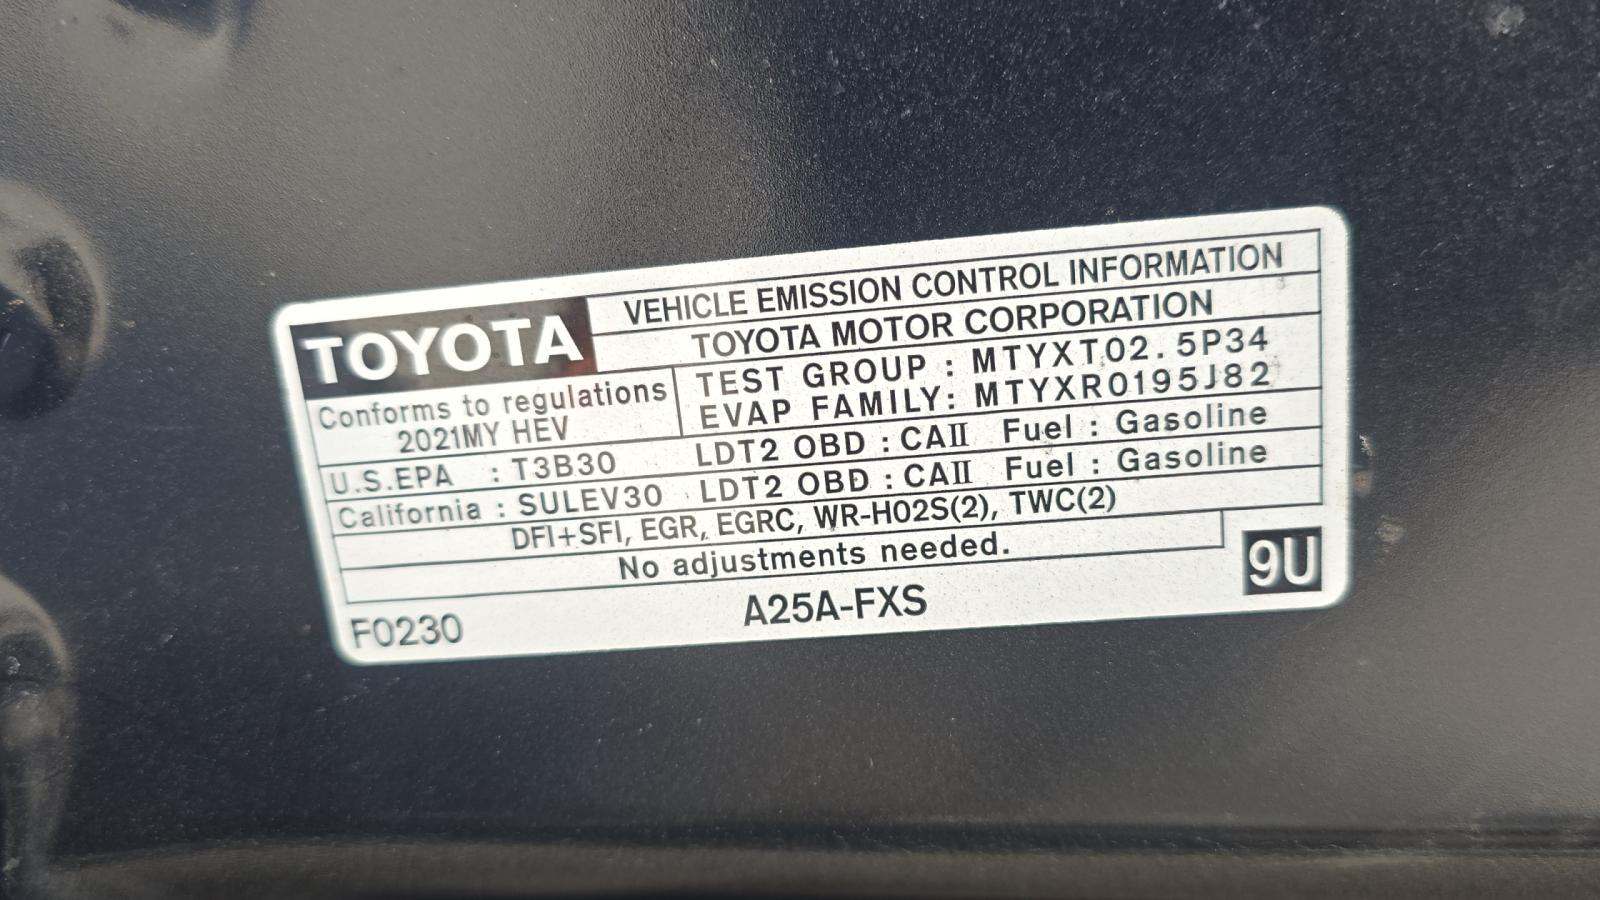 TOYOTA
VEHICLE EMISSION CONTROL INFORMATION
TOYOTA MOTOR CORPORATION
Conforms to regulations
2021MY HEV
TEST GROUP : MTYXT02.5P34
EVAP FAMILY: MTYXR0195J82
U.S.EPA : T3B30 LDT2 OBD : CAII Fuel : Gasoline
California : SULEV30 LDT2 OBD : CAII Fuel : Gasoline
DFI+SFI, EGR, EGRC, WR-HO2S(2), TWC(2)
No adjustments needed.
F0230
A25A-FXS
9U